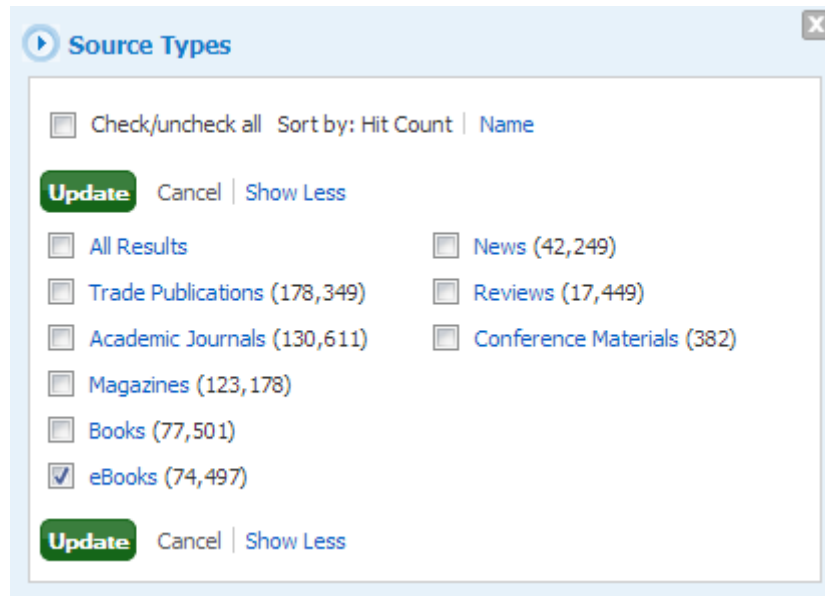 Source Types
X
Check/uncheck all Sort by: Hit Count | Name
Update Cancel | Show Less
All Results
Trade Publications (178,349)
Academic Journals (130,611)
Magazines (123,178)
Books (77,501)
eBooks (74,497)
News (42,249)
Reviews (17,449)
Conference Materials (382)
Update Cancel | Show Less